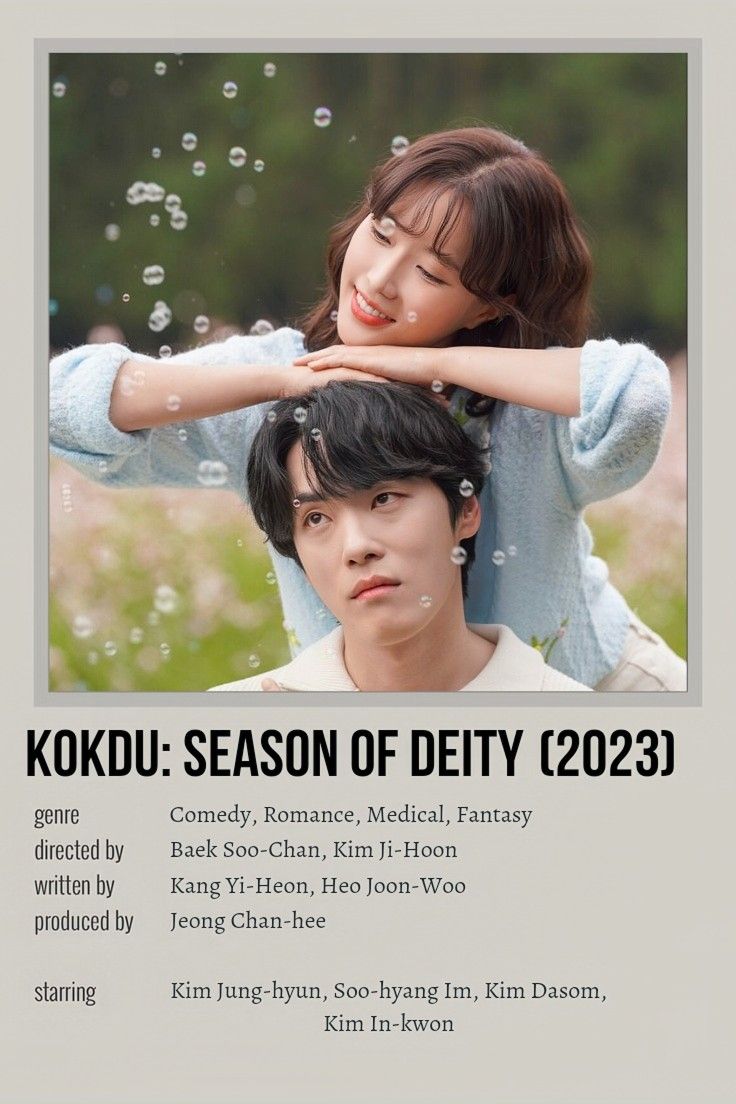 KOKDU: SEASON OF DEITY (2023)
genre Comedy, Romance, Medical, Fantasy
directed by Baek Soo-Chan, Kim Ji-Hoon
written by Kang Yi-Heon, Heo Joon-Woo
produced by Jeong Chan-hee
starring Kim Jung-hyun, Soo-hyang Im, Kim Dasom,
Kim In-kwon